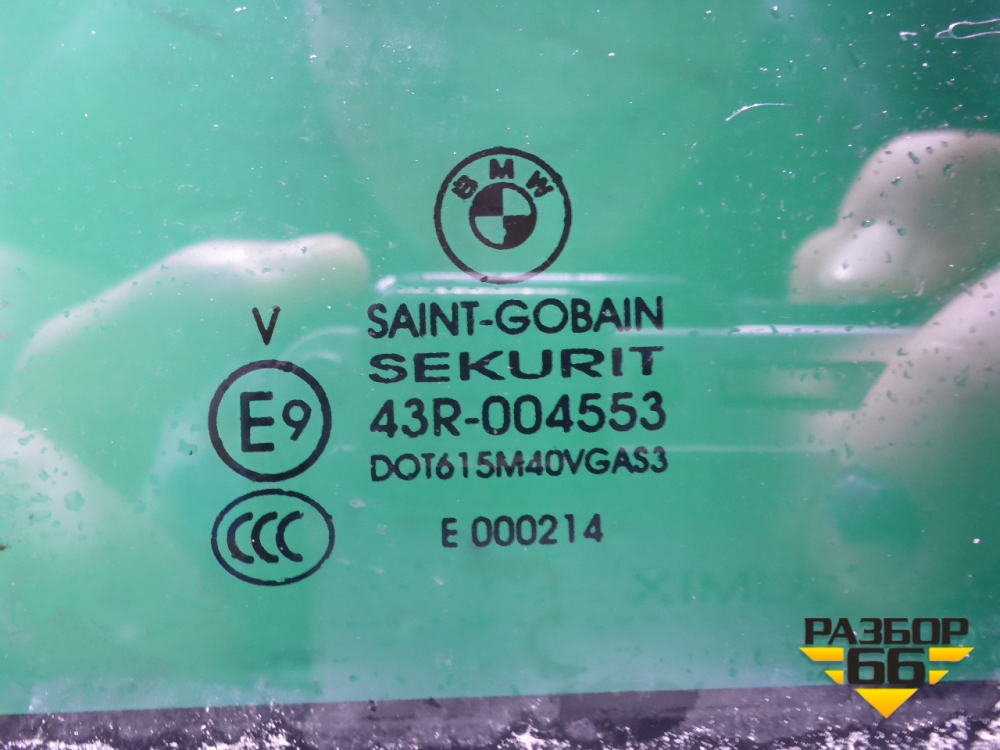 BMW
V
SAINT-GOBAIN
SEKURIT
E9
43R-004553
DOT615M40VGAS3
CCC
E 000214
РАЗБОР
66